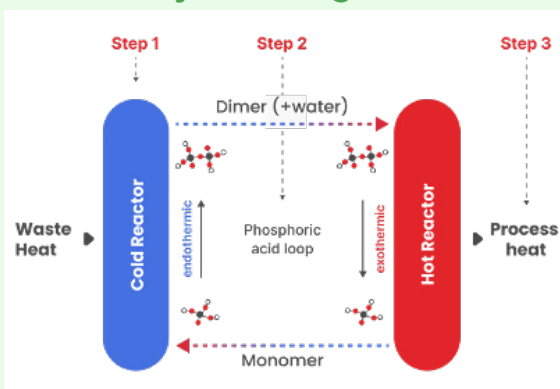 Step 1
Step 2
Step 3
Dimer (+water)
Waste
Heat
Cold Reactor
endothermic
Phosphoric
acid loop
exothermic
Hot Reactor
Process
heat
Monomer